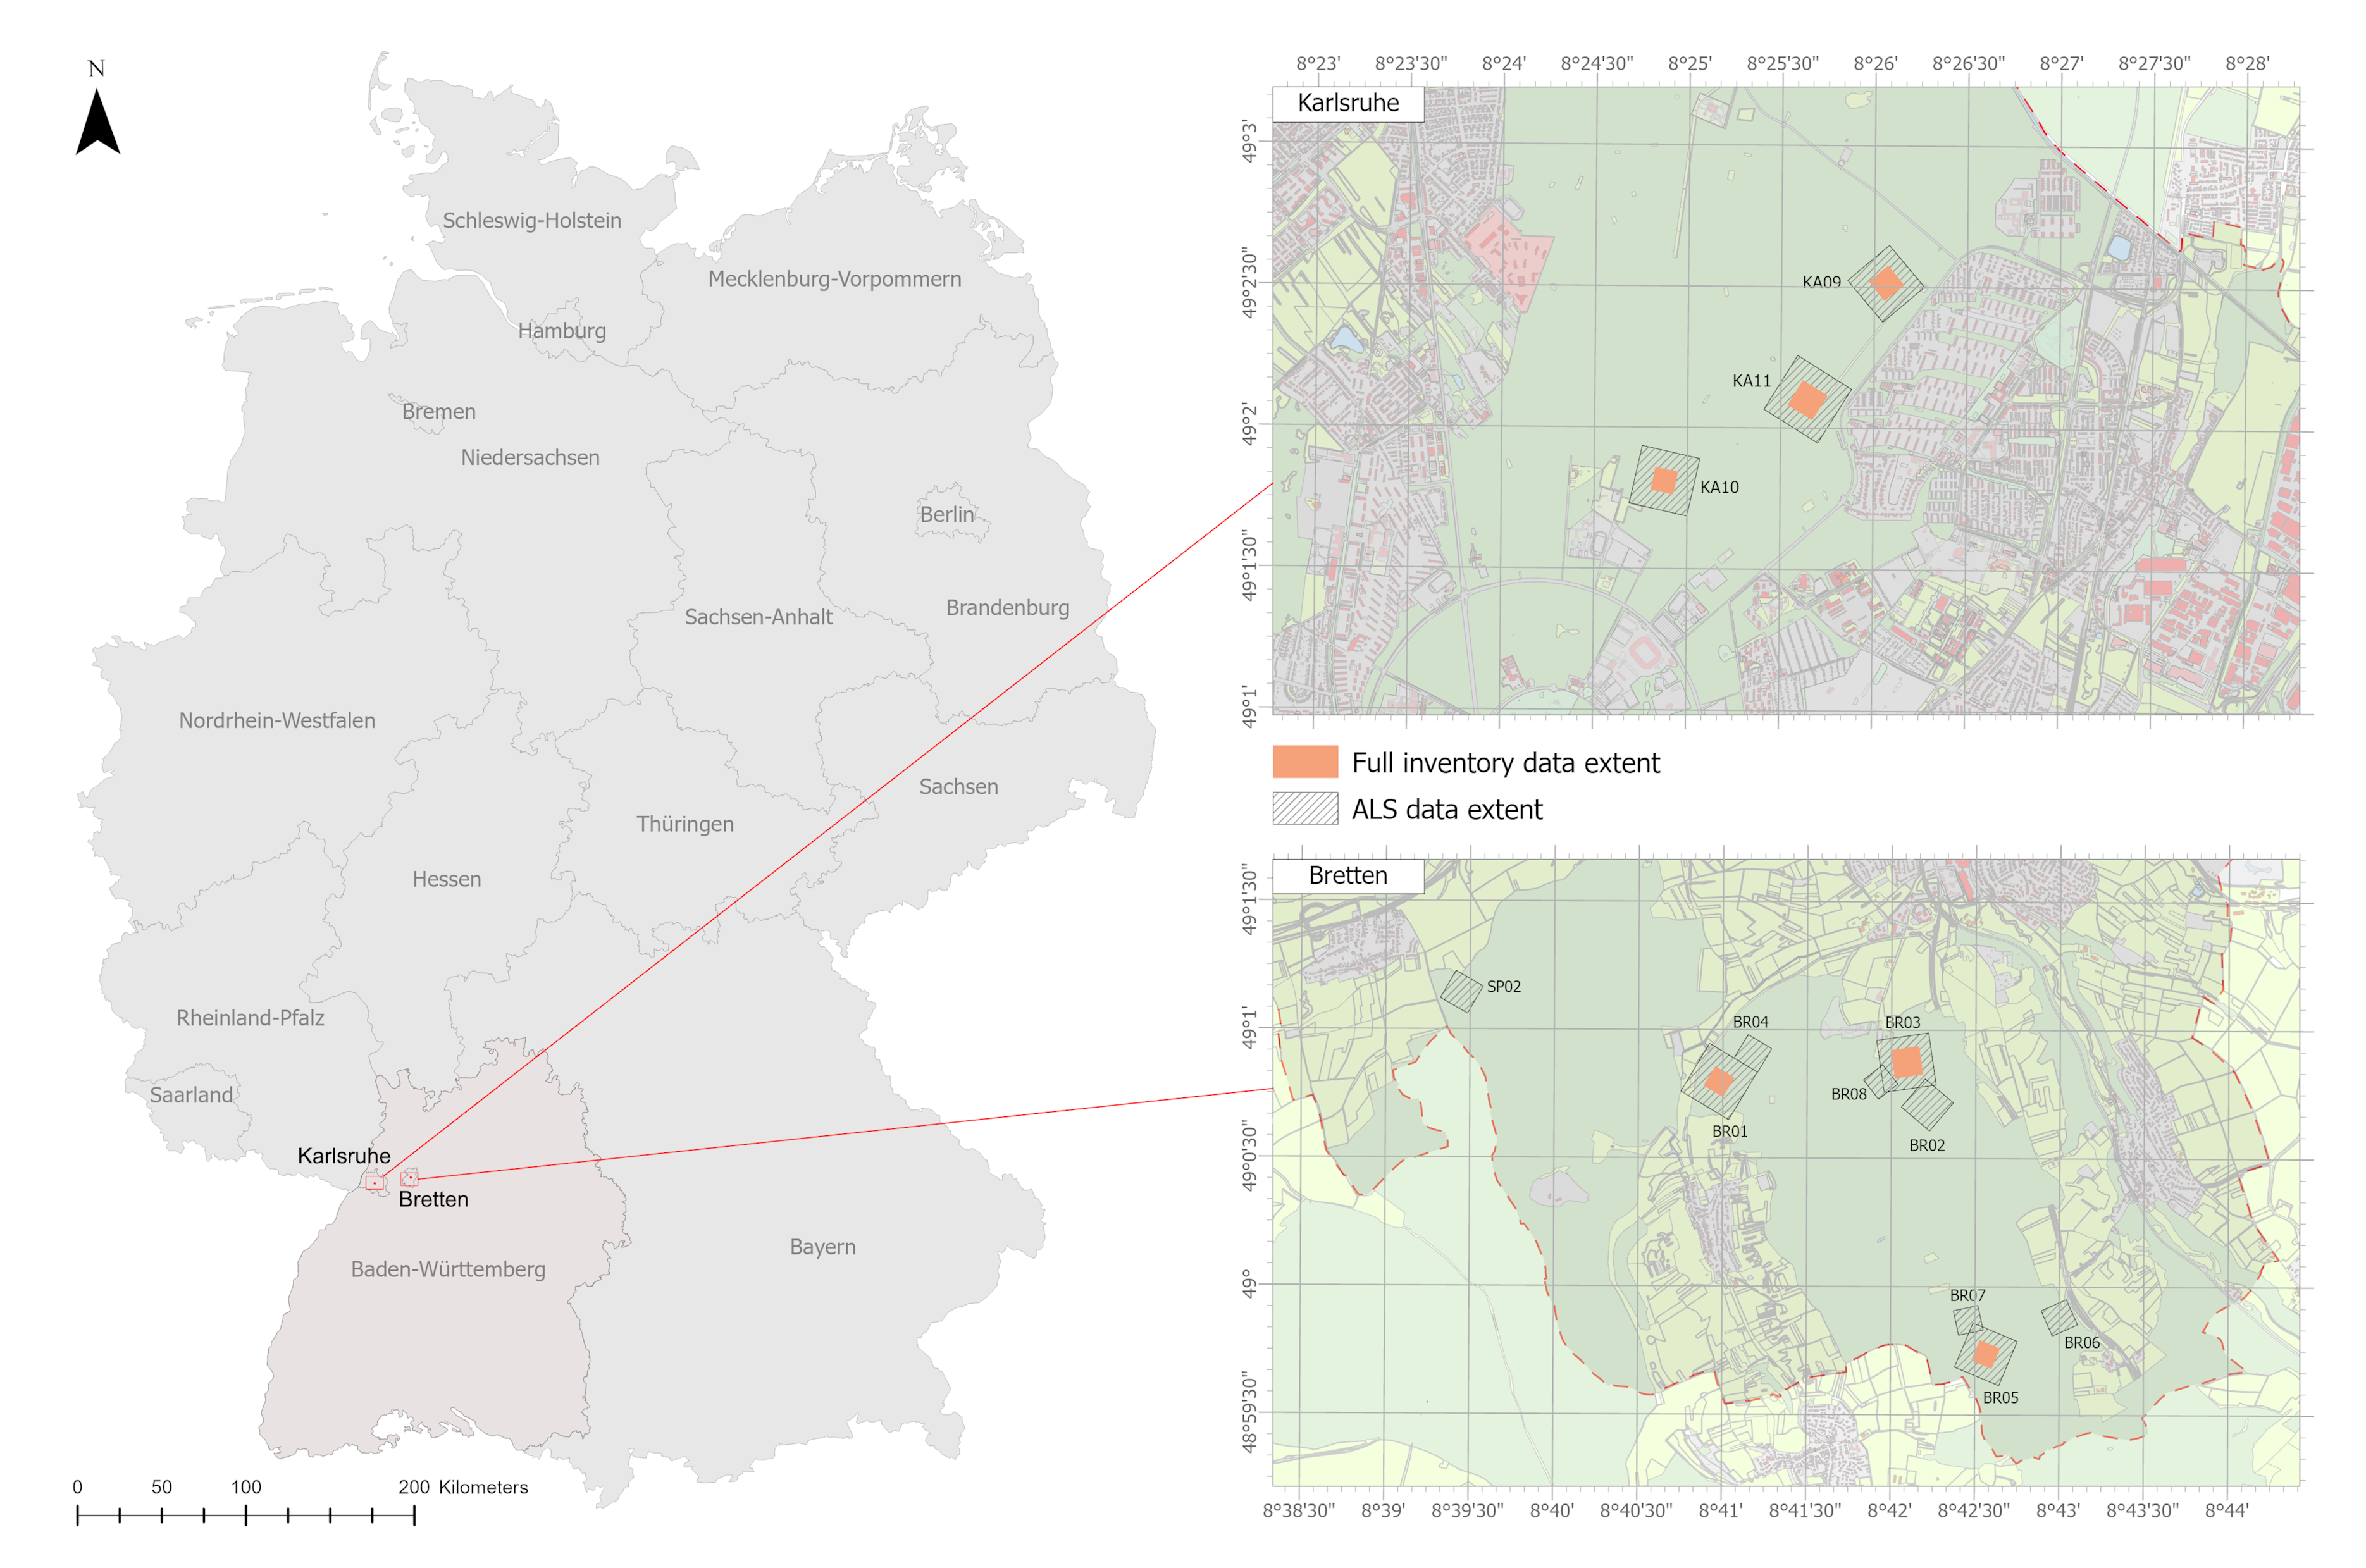 N
Schleswig-Holstein
Mecklenburg-Vorpommern
Hamburg
Bremen
Niedersachsen
Berlin
Sachsen-Anhalt
Brandenburg
Nordrhein-Westfalen
Sachsen
Thüringen
Hessen
Rheinland-Pfalz
Saarland
Karlsruhe
Bretten
Bayern
Baden-Württemberg
0 50 100 200 Kilometers
8°23' 8°23'30" 8°24' 8°24'30" 8°25' 8°25'30" 8°26' 8°26'30" 8°27' 8°27'30" 8°28'
Karlsruhe
49°3'
49°2'30"
49°2'
49°1'30"
49°1'
KA09
KA11
KA10
Full inventory data extent
ALS data extent
Bretten
49°1'30"
49°1'
49°0'30"
49°
48°59'30"
SP02
BR04
BR03
BR08
BR01
BR02
BR07
BR06
BR05
8°38'30" 8°39' 8°39'30" 8°40' 8°40'30" 8°41' 8°41'30" 8°42' 8°42'30" 8°43' 8°43'30" 8°44'